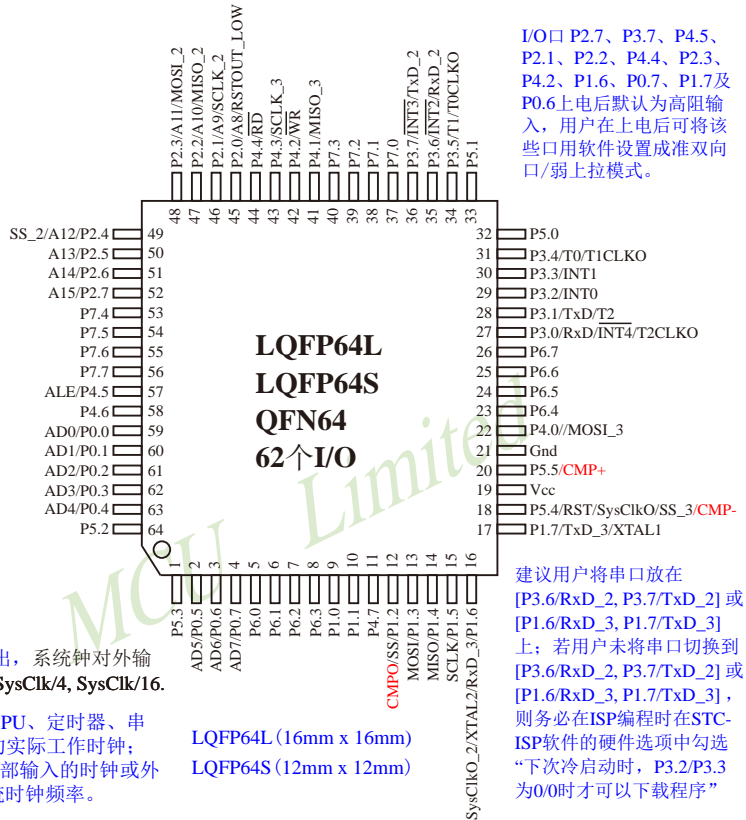 I/O口 P2.7、P3.7、P4.5、
P2.1、P2.2、P4.4、P2.3、
P4.2、P1.6、P0.7、P1.7及
P0.6上电后默认为高阻输
入，用户在上电后可将该
些口用软件设置成准双向
口/弱上拉模式。
P2.3/A11/MOSI_2
P2.2/A10/MISO_2
P2.1/A9/SCLK_2
P2.0/A8/RSTOUT_LOW
P4.4/RD
P4.3/SCLK_3
P4.2/WR
P4.1/MISO_3
P7.3
P7.2
P7.1
P7.0
P3.7/INT3/TxD_2
P3.6/INT2/RxD_2
P3.5/T1/T0CLKO
P5.1
48 47 46 45 44 43 42 41 40 39 38 37 36 35 34 33
SS_2/A12/P2.4 49
A13/P2.5 50
A14/P2.6 51
A15/P2.7 52
P7.4 53
P7.5 54
P7.6 55
P7.7 56
ALE/P4.5 57
P4.6 58
AD0/P0.0 59
AD1/P0.1 60
AD2/P0.2 61
AD3/P0.3 62
AD4/P0.4 63
P5.2 64
LQFP64L
LQFP64S
QFN64
62个I/O
32 P5.0
31 P3.4/T0/T1CLKO
30 P3.3/INT1
29 P3.2/INT0
28 P3.1/TxD/T2
27 P3.0/RxD/INT4/T2CLKO
26 P6.7
25 P6.6
24 P6.5
23 P6.4
22 P4.0//MOSI_3
21 Gnd
20 P5.5/CMP+
19 Vcc
18 P5.4/RST/SysClkO/SS_3/CMP-
17 P1.7/TxD_3/XTAL1
MCU Limited
1 2 3 4 5 6 7 8 9 10 11 12 13 14 15 16
P5.3
AD5/P0.5
AD6/P0.6
AD7/P0.7
P6.0
P6.1
P6.2
P6.3
P1.0
P1.1
P4.7
CMPO/SS/P1.2
MOSI/P1.3
MISO/P1.4
SCLK/P1.5
SysClkO_2/XTAL2/RxD_3/P1.6
出，系统钟对外输
SysClk/4, SysClk/16.
PU、定时器、串
的实际工作时钟；
部输入的时钟或外
统时钟频率。
LQFP64L（16mm x 16mm）
LQFP64S（12mm x 12mm）
建议用户将串口放在
[P3.6/RxD_2, P3.7/TxD_2] 或
[P1.6/RxD_3, P1.7/TxD_3]
上；若用户未将串口切换到
[P3.6/RxD_2, P3.7/TxD_2] 或
[P1.6/RxD_3, P1.7/TxD_3]，
则务必在ISP编程时在STC-
ISP软件的硬件选项中勾选
“下次冷启动时，P3.2/P3.3
为0/0时才可以下载程序”